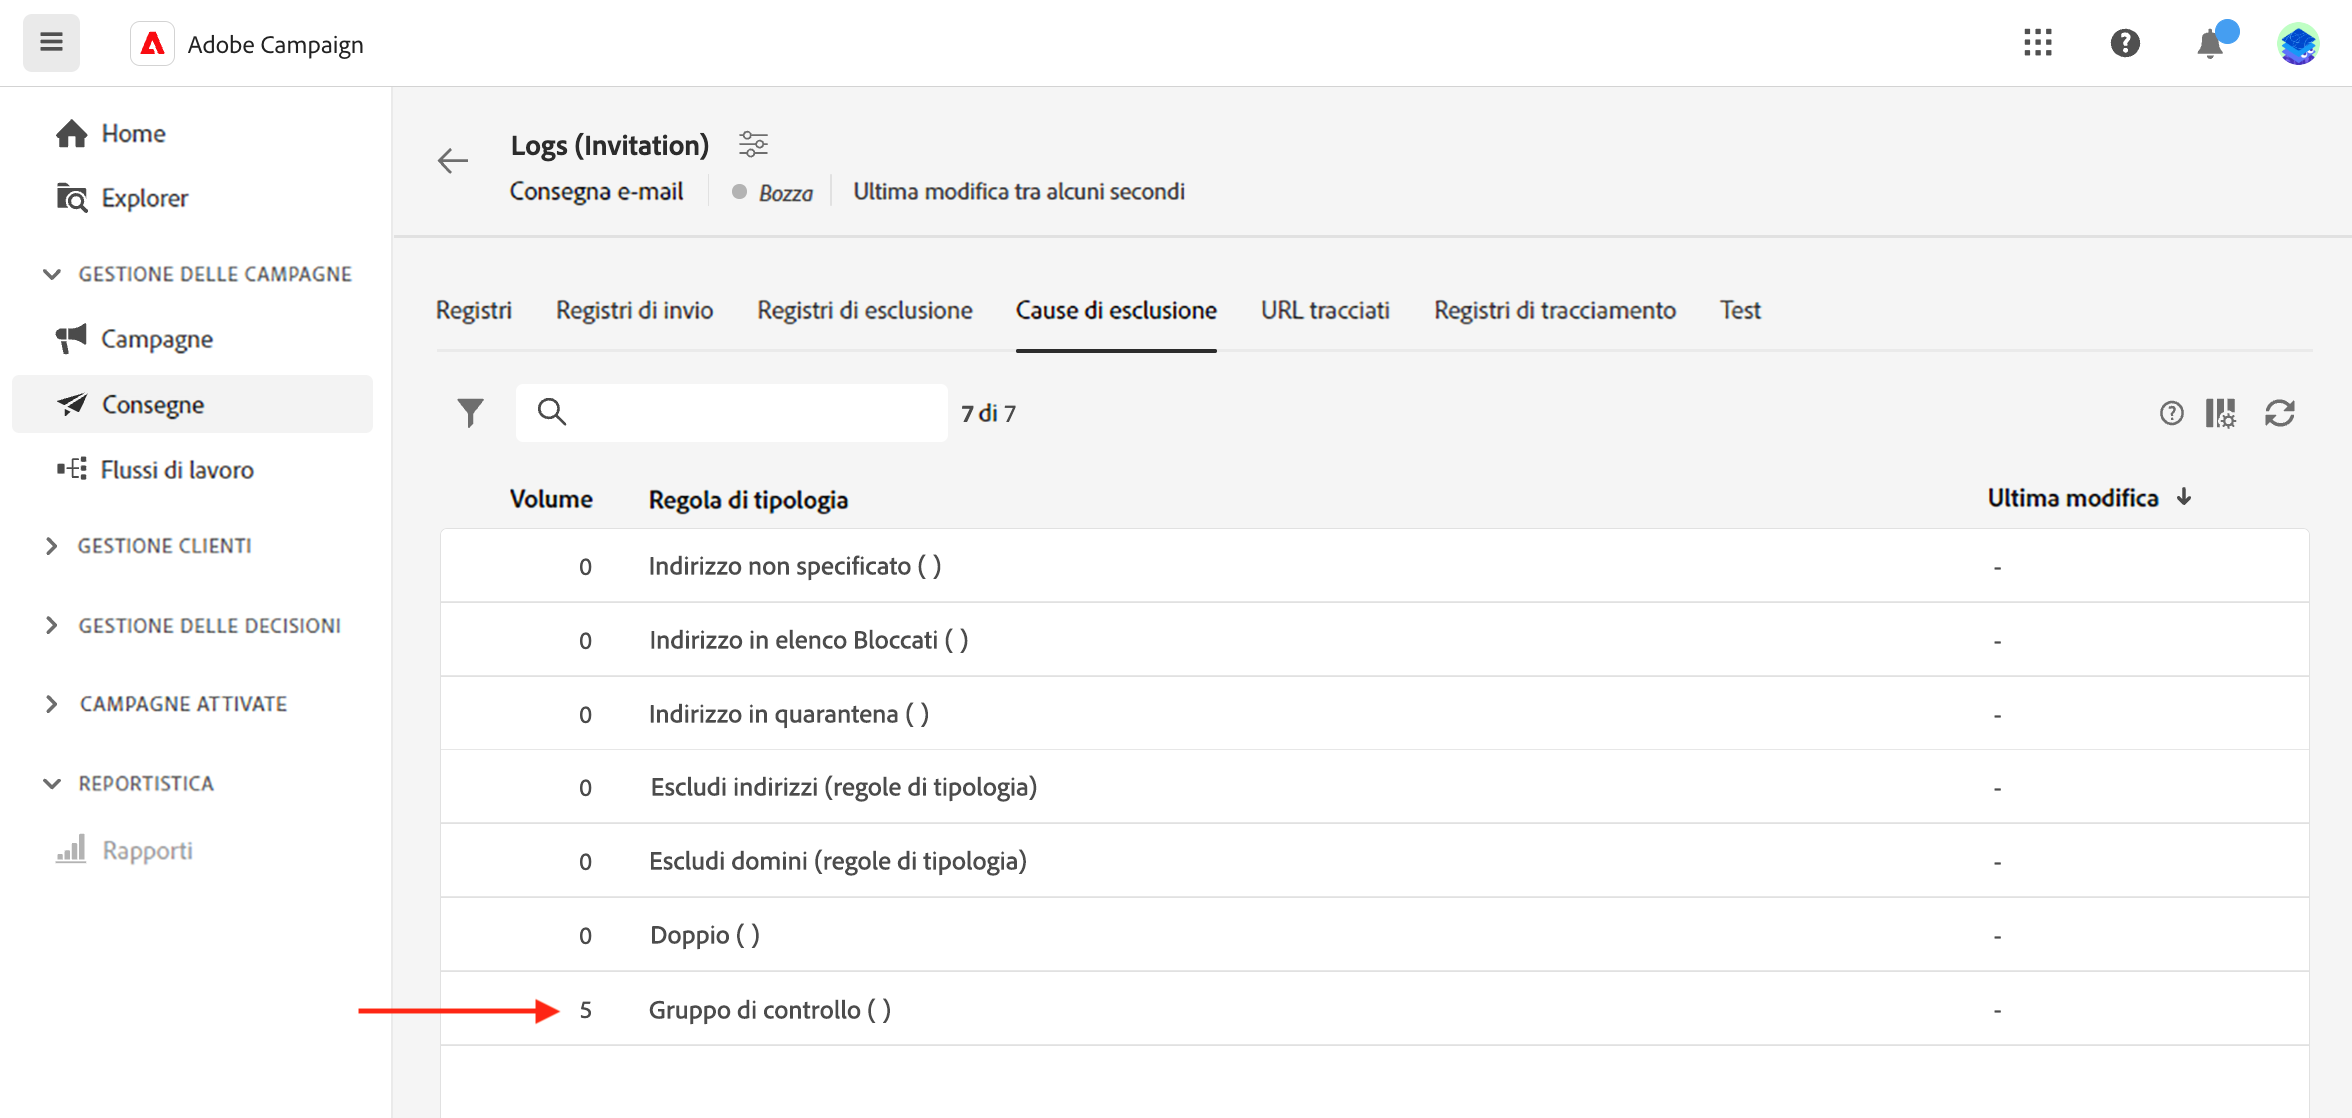 Adobe Campaign
Home
Explorer
GESTIONE DELLE CAMPAGNE
Campagne
Consegne
Flussi di lavoro
GESTIONE CLIENTI
GESTIONE DELLE DECISIONI
CAMPAGNE ATTIVATE
REPORTISTICA
Rapporti
Logs (Invitation)
Consegna e-mail Bozza Ultima modifica tra alcuni secondi
Registri Registri di invio Registri di esclusione Cause di esclusione URL tracciati Registri di tracciamento Test
7 di 7
Volume Regola di tipologia Ultima modifica
0 Indirizzo non specificato ( ) -
0 Indirizzo in elenco Bloccati ( ) -
0 Indirizzo in quarantena ( ) -
0 Escludi indirizzi (regole di tipologia) -
0 Escludi domini (regole di tipologia) -
0 Doppio ( ) -
5 Gruppo di controllo ( ) -